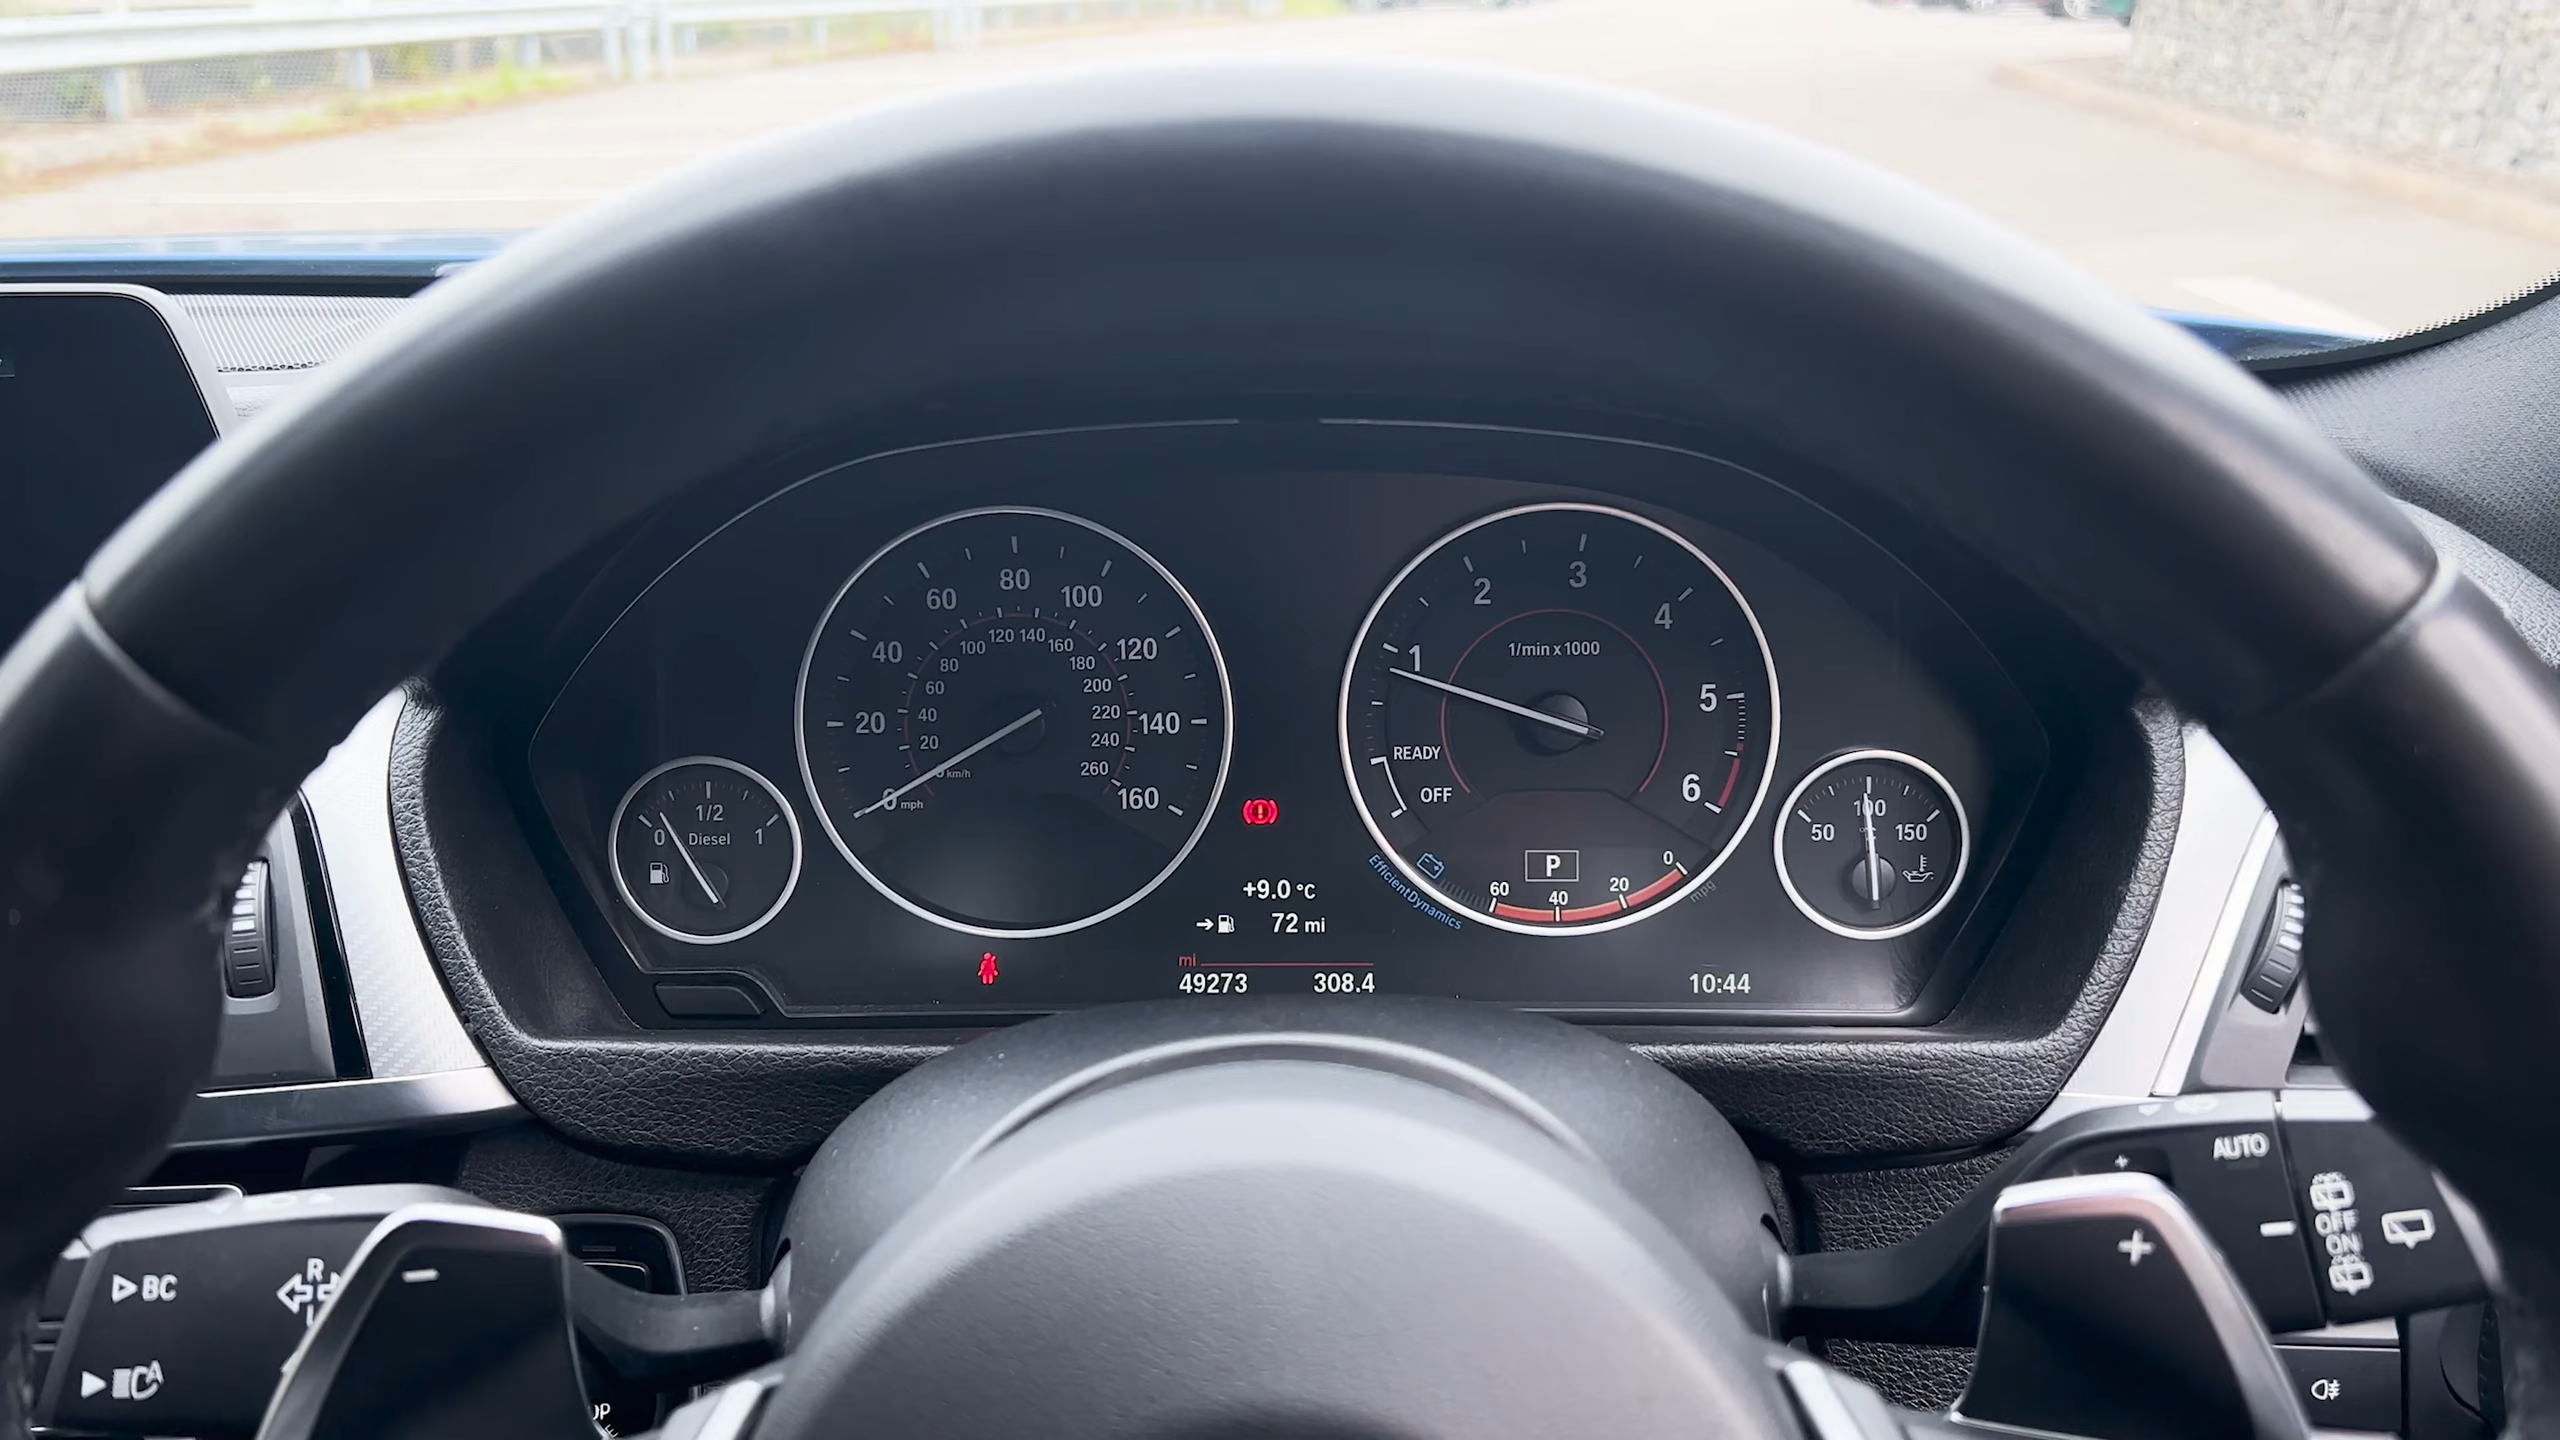 60
80
100
40
120
20
140
0 mph
160
100
120
140
160
80
180
60
200
40
220
20
240
0 km/h
260
2
3
4
1
5
6
1/min x 1000
READY
OFF
P
60
40
20
0
mpg
EfficientDynamics
0
1/2
1
Diesel
50
100
150
°C
+9.0 °C
72 mi
mi
49273
308.4
10:44
BC
R
A
AUTO
+
−
OFF
ON
−
+